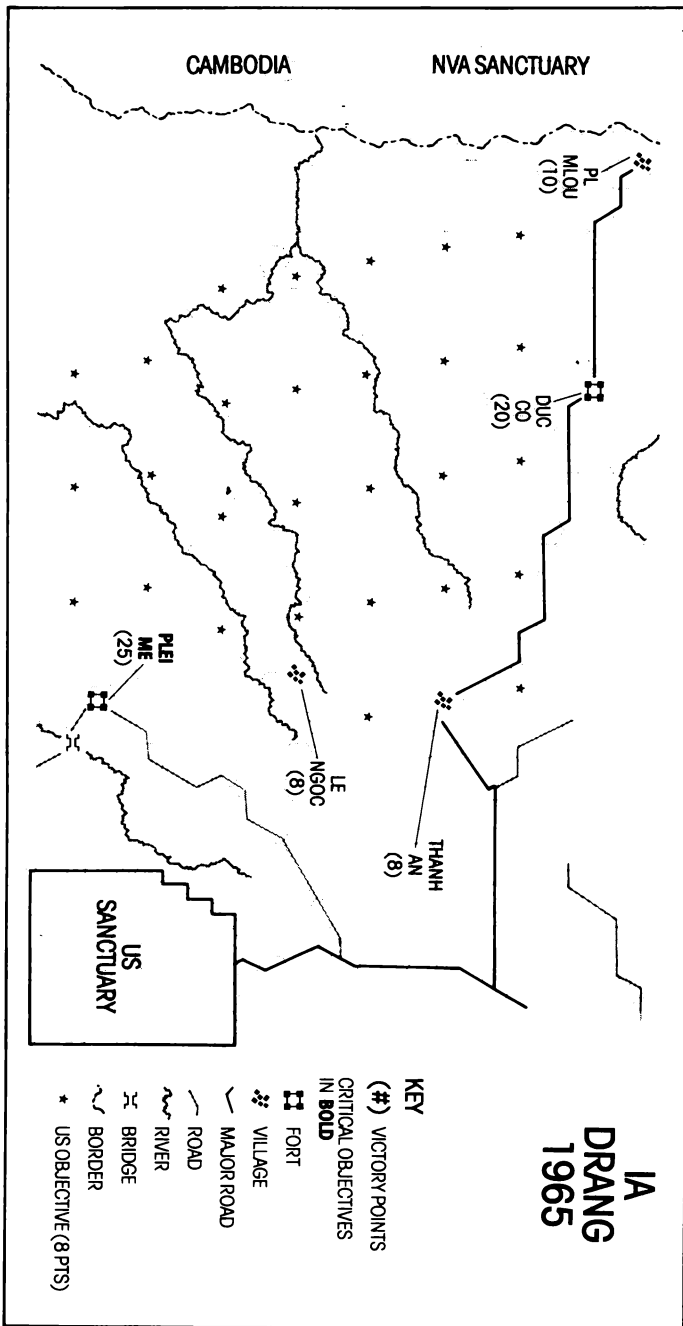 IA
DRANG
1965
NVA SANCTUARY
CAMBODIA
PL
MLOU
(10)
DUC
CO
(20)
THANH
AN
(8)
LE
NGOC
(8)
PLEI
ME
(25)
US
SANCTUARY
KEY
(#) VICTORY POINTS
CRITICAL OBJECTIVES
IN BOLD
FORT
VILLAGE
MAJOR ROAD
ROAD
RIVER
BRIDGE
BORDER
US OBJECTIVE (8 PTS)